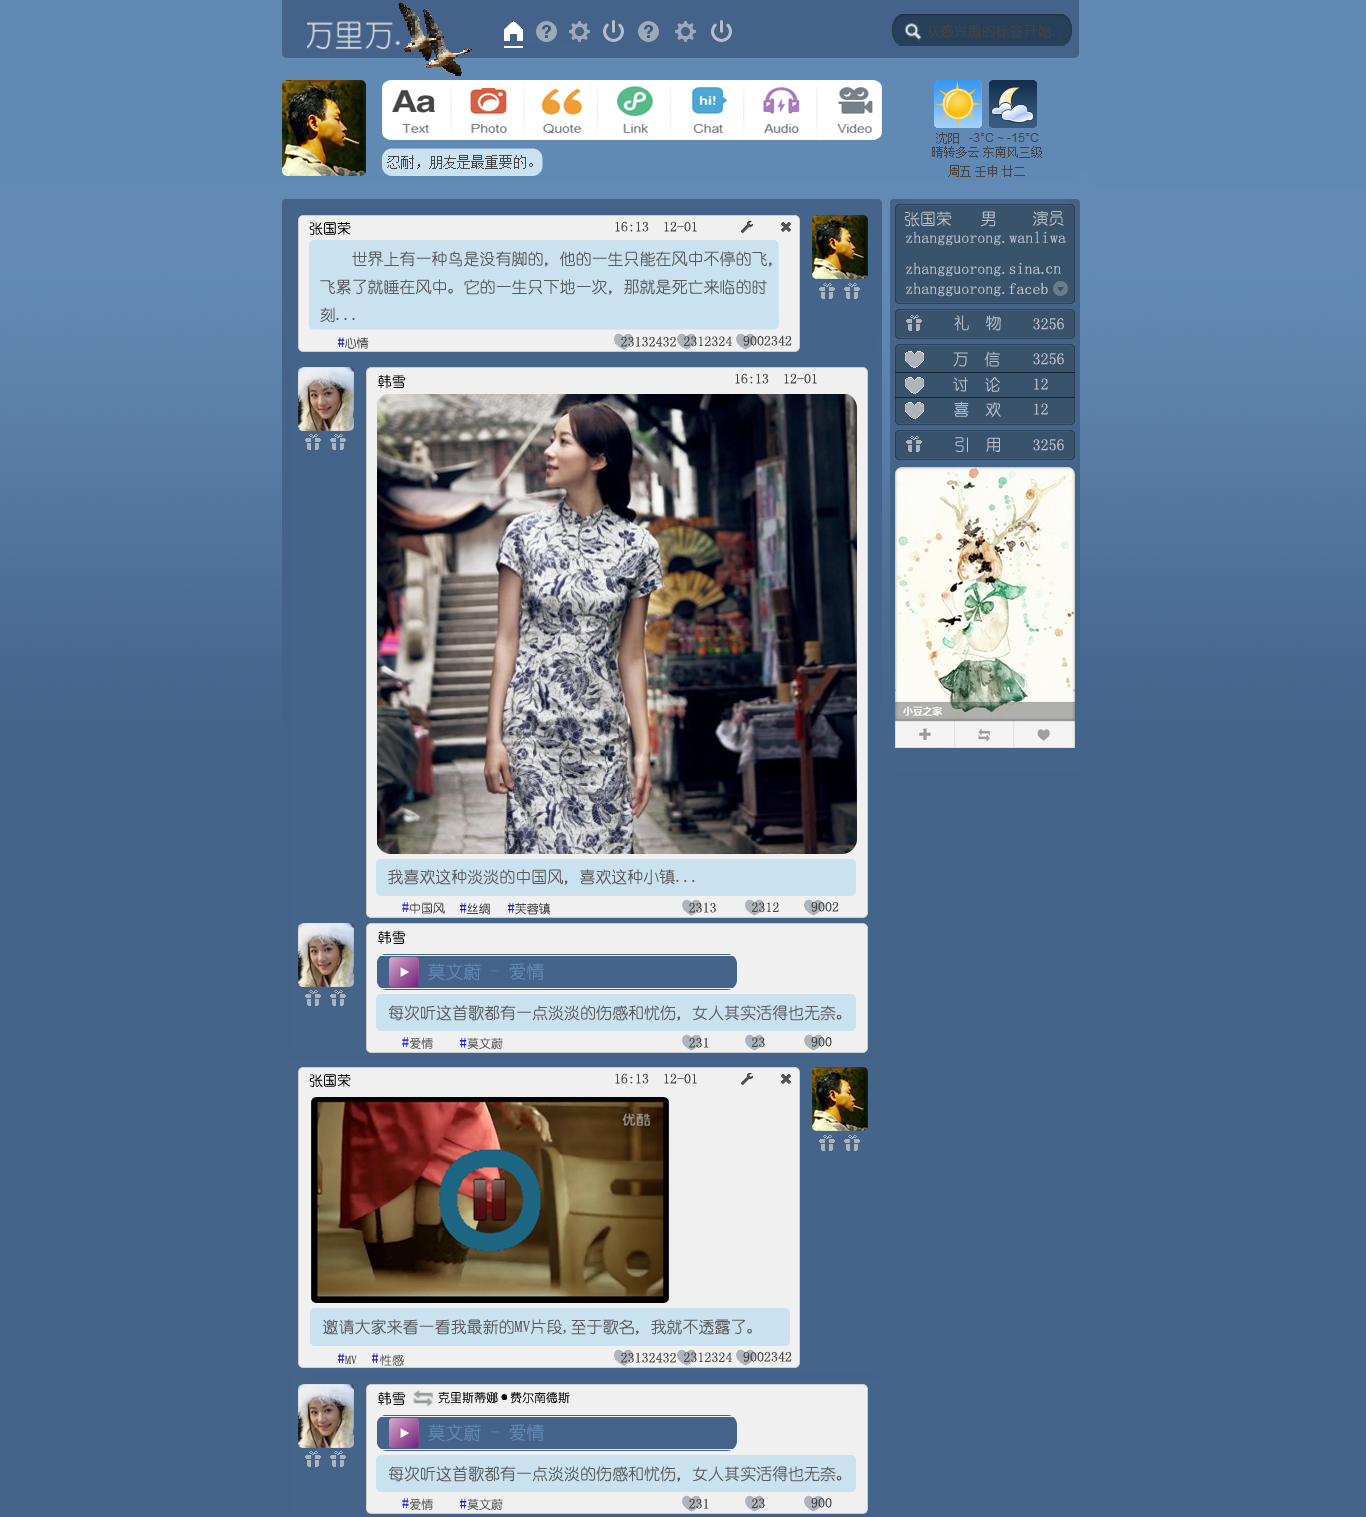 万里万.
从感兴趣的标签开始.
Aa
hi!
Text Photo Quote Link Chat Audio Video
忍耐，朋友是最重要的。
沈阳 -3°C ~ -15°C
晴转多云 东南风三级
周五 壬申 廿二
张国荣 16:13 12-01
世界上有一种鸟是没有脚的，他的一生只能在风中不停的飞，
飞累了就睡在风中。它的一生只下地一次，那就是死亡来临的时
刻...
#心情 23132432 2312324 9002342
韩雪 16:13 12-01
我喜欢这种淡淡的中国风，喜欢这种小镇...
#中国风 #丝绸 #芙蓉镇 2313 2312 9002
韩雪
莫文蔚 - 爱情
每次听这首歌都有一点淡淡的伤感和忧伤，女人其实活得也无奈。
#爱情 #莫文蔚 231 23 900
张国荣 16:13 12-01
优酷
邀请大家来看一看我最新的MV片段,至于歌名，我就不透露了。
#MV #性感 23132432 2312324 9002342
韩雪 克里斯蒂娜●费尔南德斯
莫文蔚 - 爱情
每次听这首歌都有一点淡淡的伤感和忧伤，女人其实活得也无奈。
#爱情 #莫文蔚 231 23 900
张国荣 男 演员
zhangguorong.wanliwa
zhangguorong.sina.cn
zhangguorong.faceb
礼 物 3256
万 信 3256
讨 论 12
喜 欢 12
引 用 3256
小豆之家